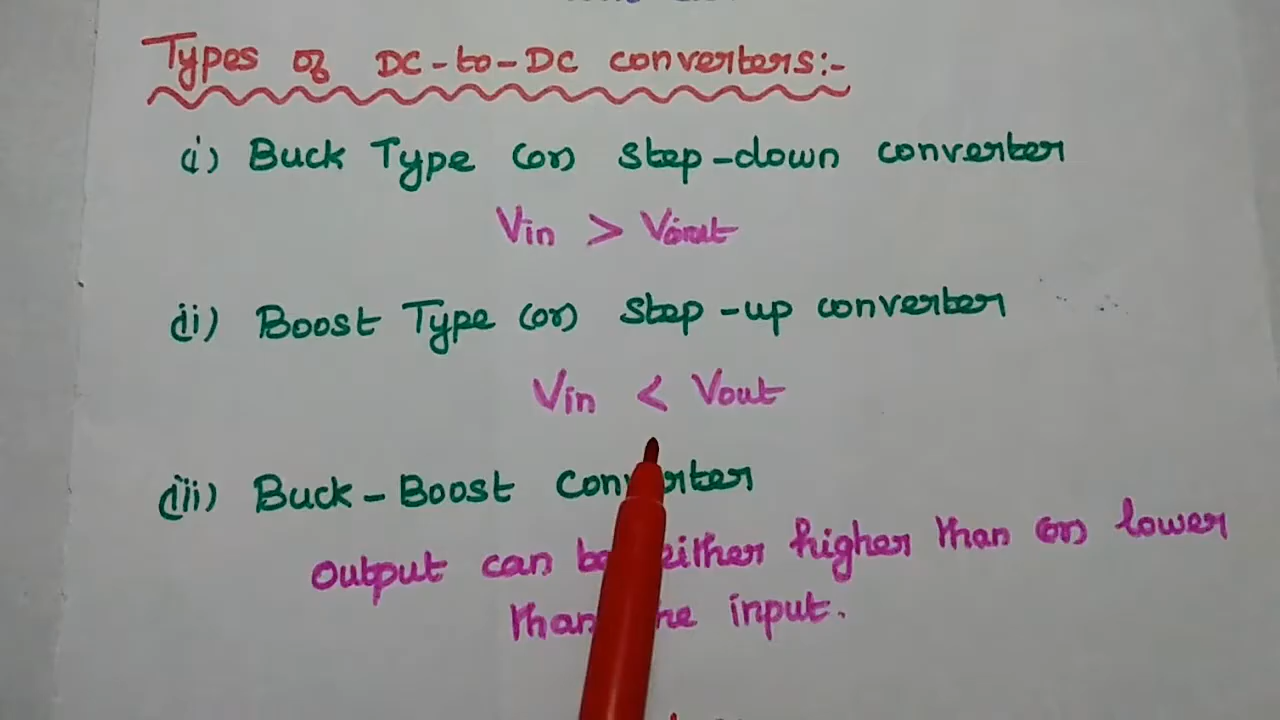 Types of DC-to-DC converters:-
(i) Buck Type (or) step-down converter
Vin > Vout
(ii) Boost Type (or) step-up converter
Vin < Vout
(iii) Buck-Boost converter
output can be either higher than (or) lower
than the input.